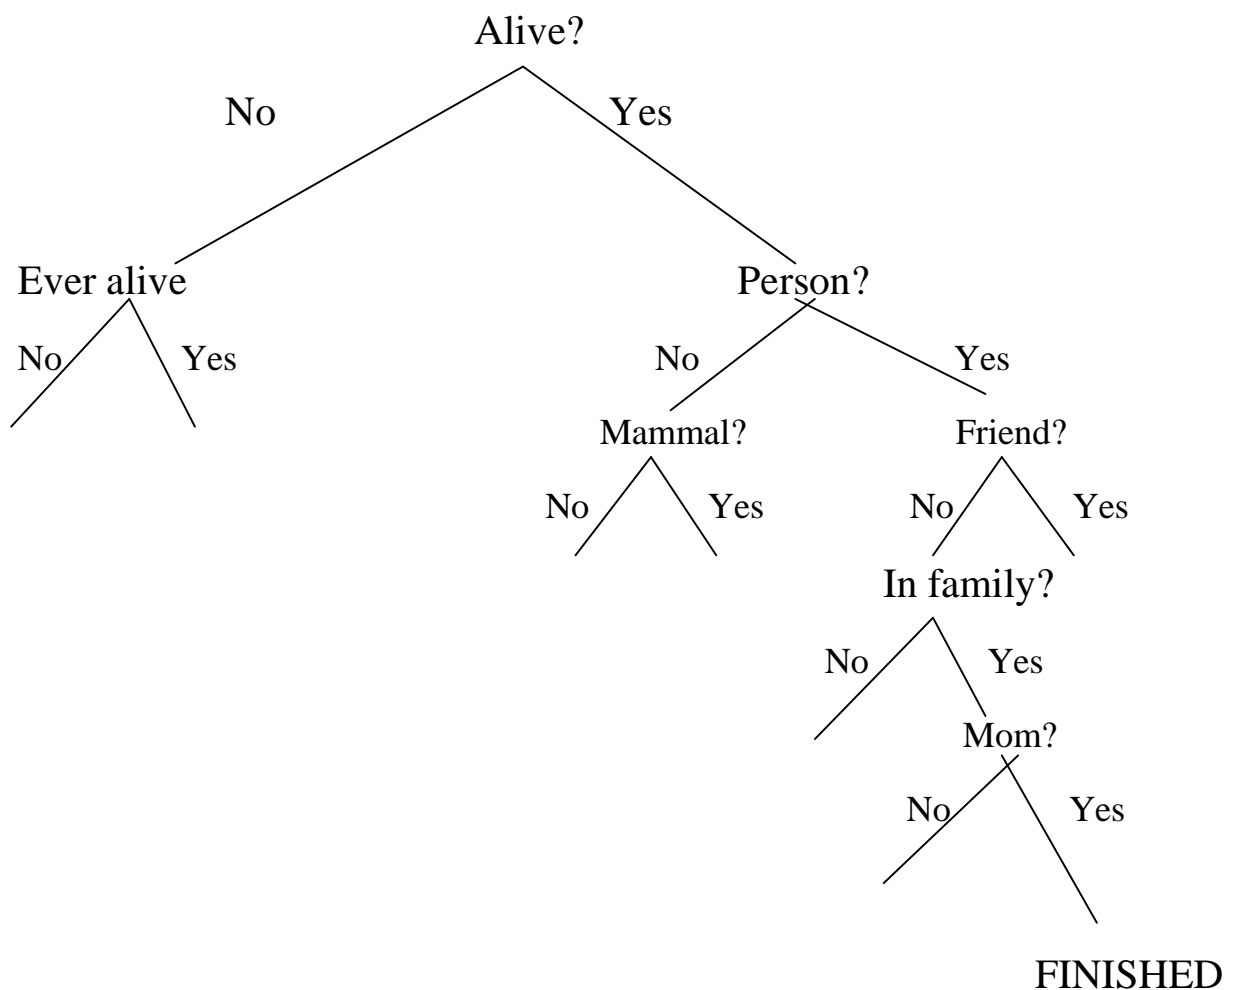 Alive?
No Yes
Ever alive Person?
No Yes No Yes
Mammal? Friend?
No Yes No Yes
In family?
No Yes
Mom?
No Yes
FINISHED